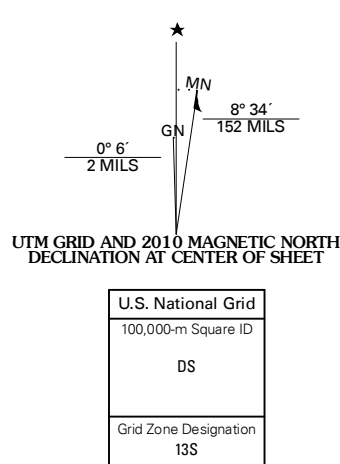 ★
MN
8° 34´
152 MILS
GN
0° 6´
2 MILS
UTM GRID AND 2010 MAGNETIC NORTH
DECLINATION AT CENTER OF SHEET
U.S. National Grid
100,000-m Square ID
DS
Grid Zone Designation
13S